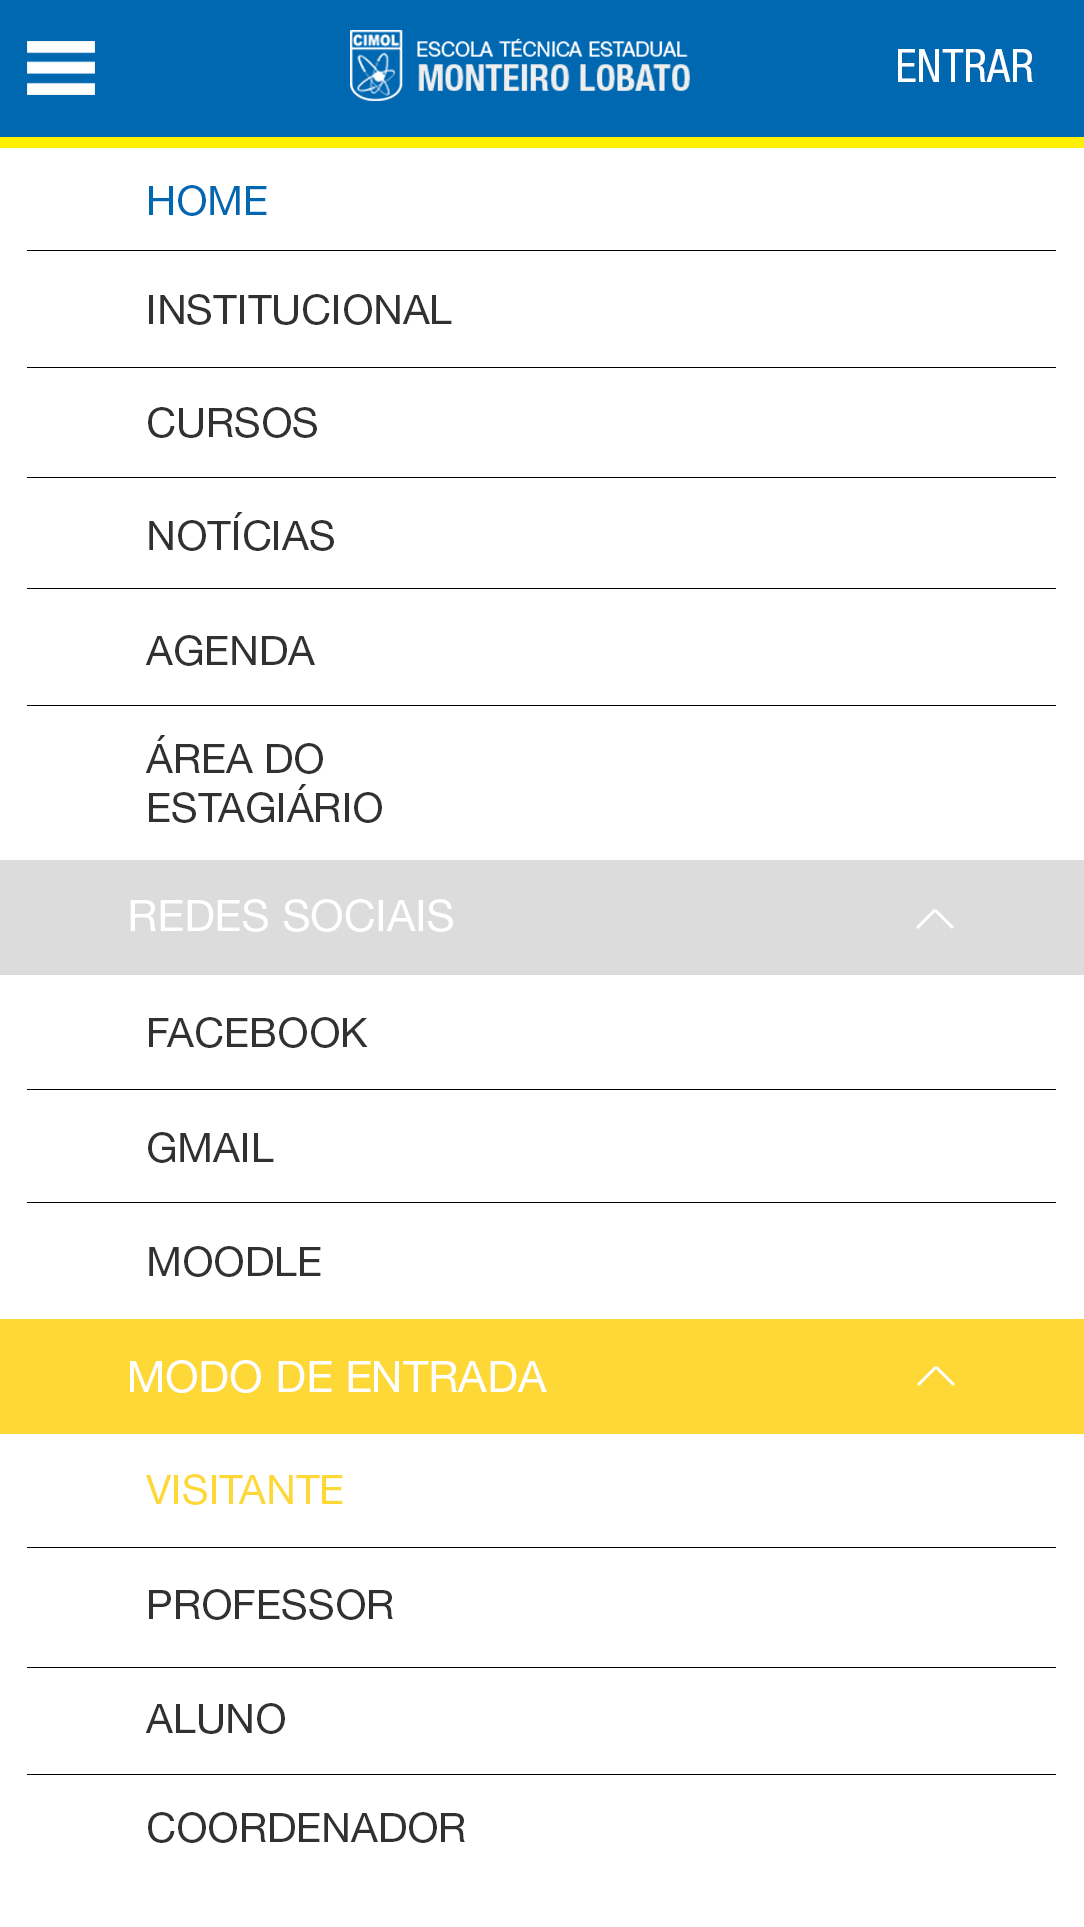 CIMOL
ESCOLA TÉCNICA ESTADUAL
MONTEIRO LOBATO
ENTRAR
HOME
INSTITUCIONAL
CURSOS
NOTÍCIAS
AGENDA
ÁREA DO
ESTAGIÁRIO
REDES SOCIAIS
FACEBOOK
GMAIL
MOODLE
MODO DE ENTRADA
VISITANTE
PROFESSOR
ALUNO
COORDENADOR